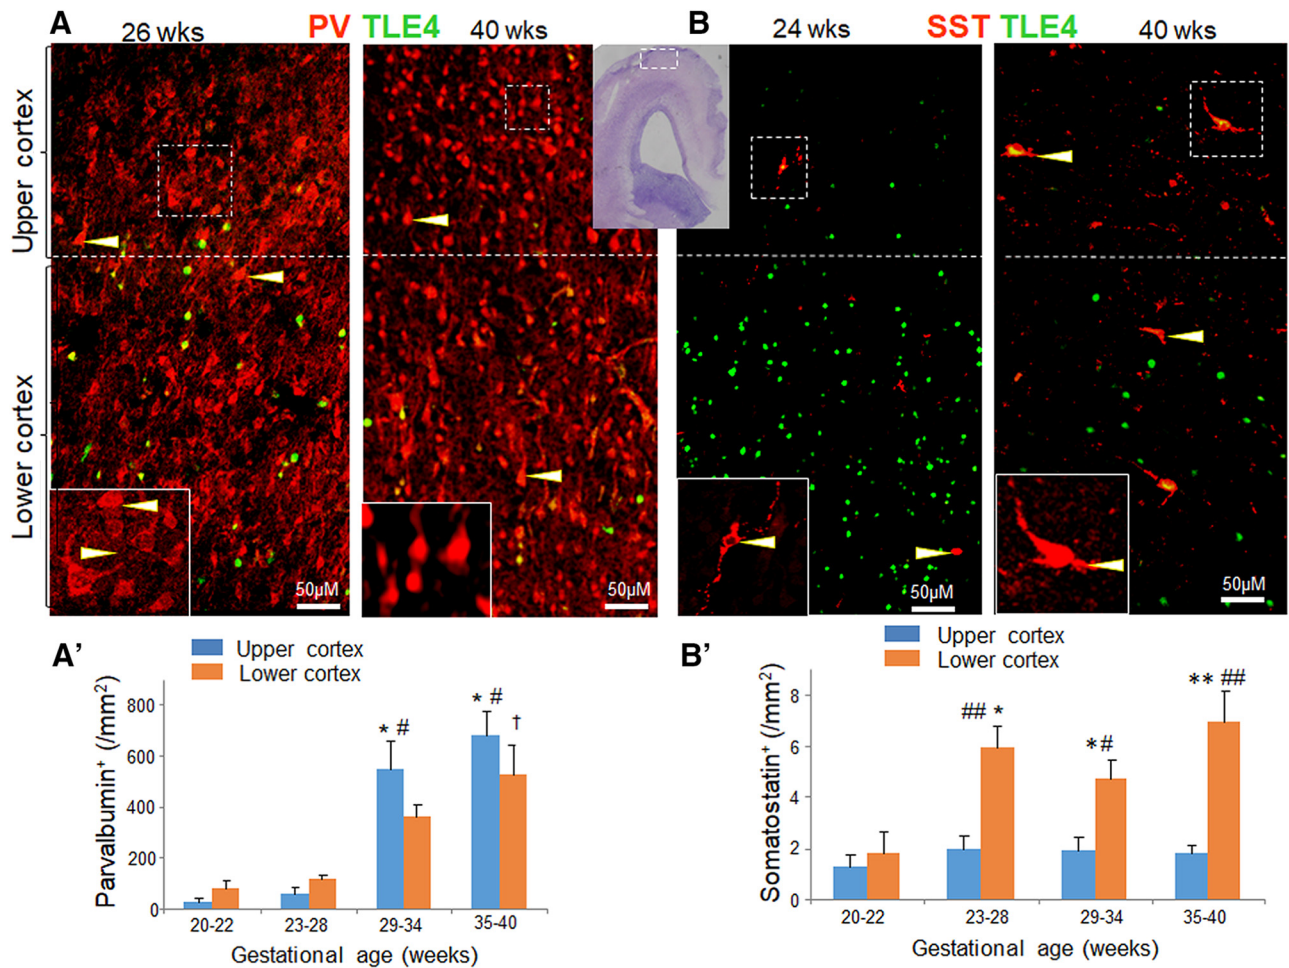 A
26 wks
PV TLE4
40 wks
B
24 wks
SST TLE4
40 wks
Upper cortex
Lower cortex
50µM
50µM
50µM
50µM
A'
Upper cortex
Lower cortex
Parvalbumin⁺ (/mm²)
800
600
400
200
0
* #
* #
†
20-22
23-28
29-34
35-40
Gestational age (weeks)
B'
Upper cortex
Lower cortex
Somatostatin⁺ (/mm²)
8
6
4
2
0
## *
*#
** ##
20-22
23-28
29-34
35-40
Gestational age (weeks)